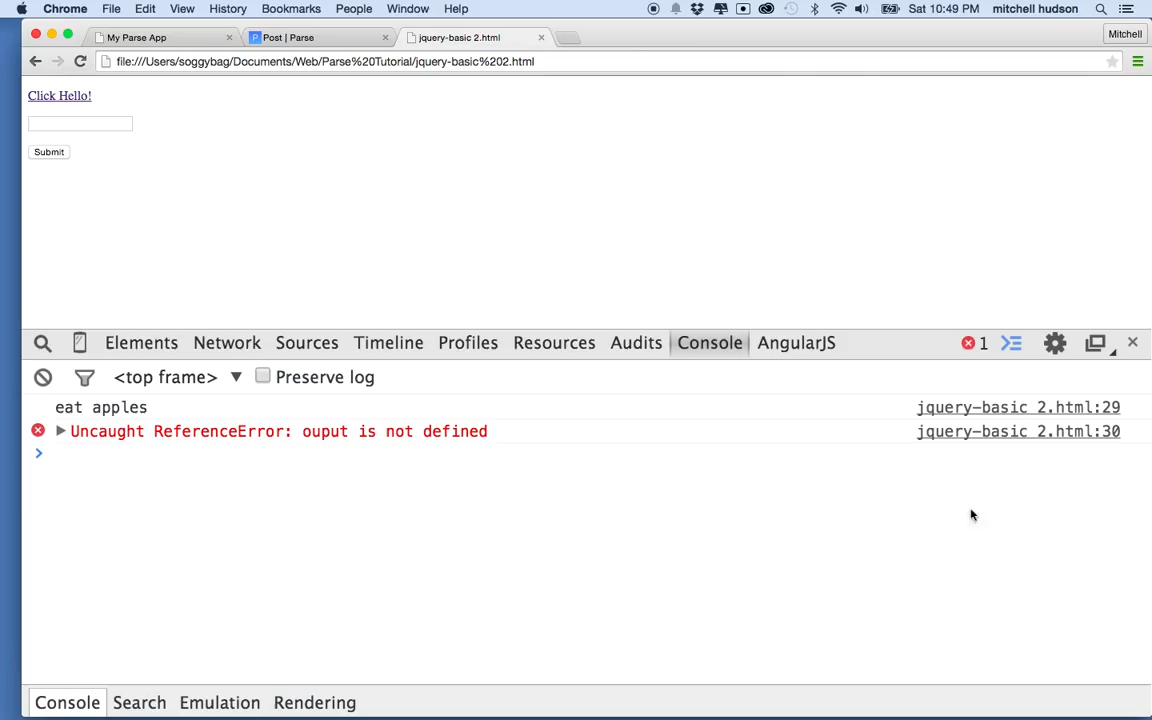 Chrome File Edit View History Bookmarks People Window Help Sat 10:49 PM mitchell hudson
My Parse App Post | Parse jquery-basic 2.html Mitchell
file:///Users/soggybag/Documents/Web/Parse%20Tutorial/jquery-basic%202.html
Click Hello!
Submit
Elements Network Sources Timeline Profiles Resources Audits Console AngularJS 1
<top frame> Preserve log
eat apples jquery-basic 2.html:29
Uncaught ReferenceError: ouput is not defined jquery-basic 2.html:30
Console Search Emulation Rendering